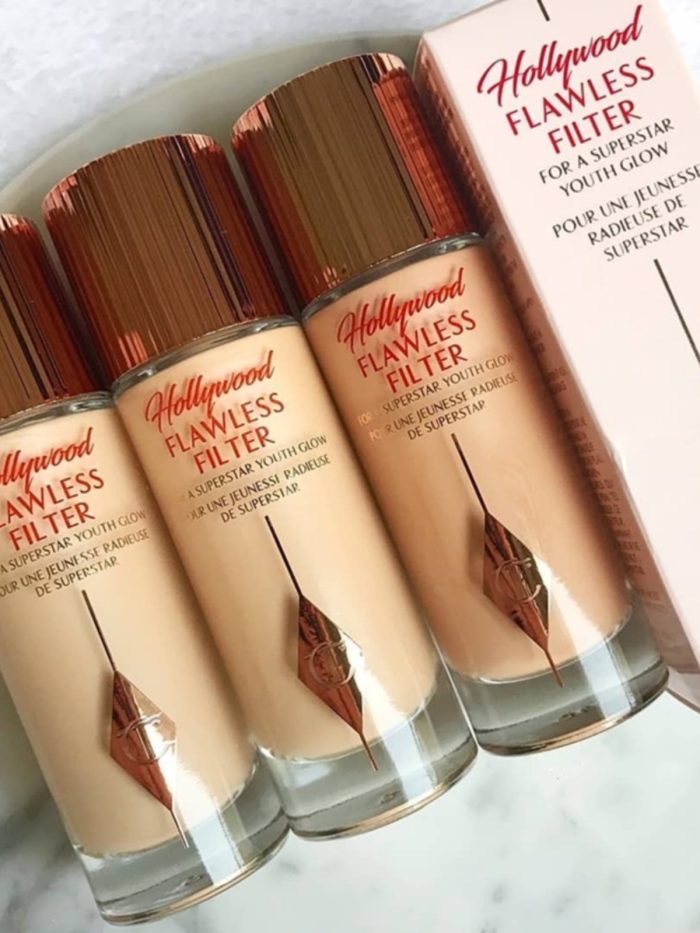 ollywood
LAWLESS
FILTER
A SUPERSTAR YOUTH GLOW
OUR UNE JEUNESSE RADIEUSE
DE SUPERSTAR
Hollywood
FLAWLESS
FILTER
A SUPERSTAR YOUTH GLOW
UR UNE JEUNESSE RADIEUSE
DE SUPERSTAR
Hollywood
FLAWLESS
FILTER
FOR A SUPERSTAR YOUTH GLOW
POUR UNE JEUNESSE RADIEUSE
DE SUPERSTAR
Hollywood
FLAWLESS
FILTER
FOR A SUPERSTAR
YOUTH GLOW
POUR UNE JEUNESSE
RADIEUSE DE
SUPERSTAR